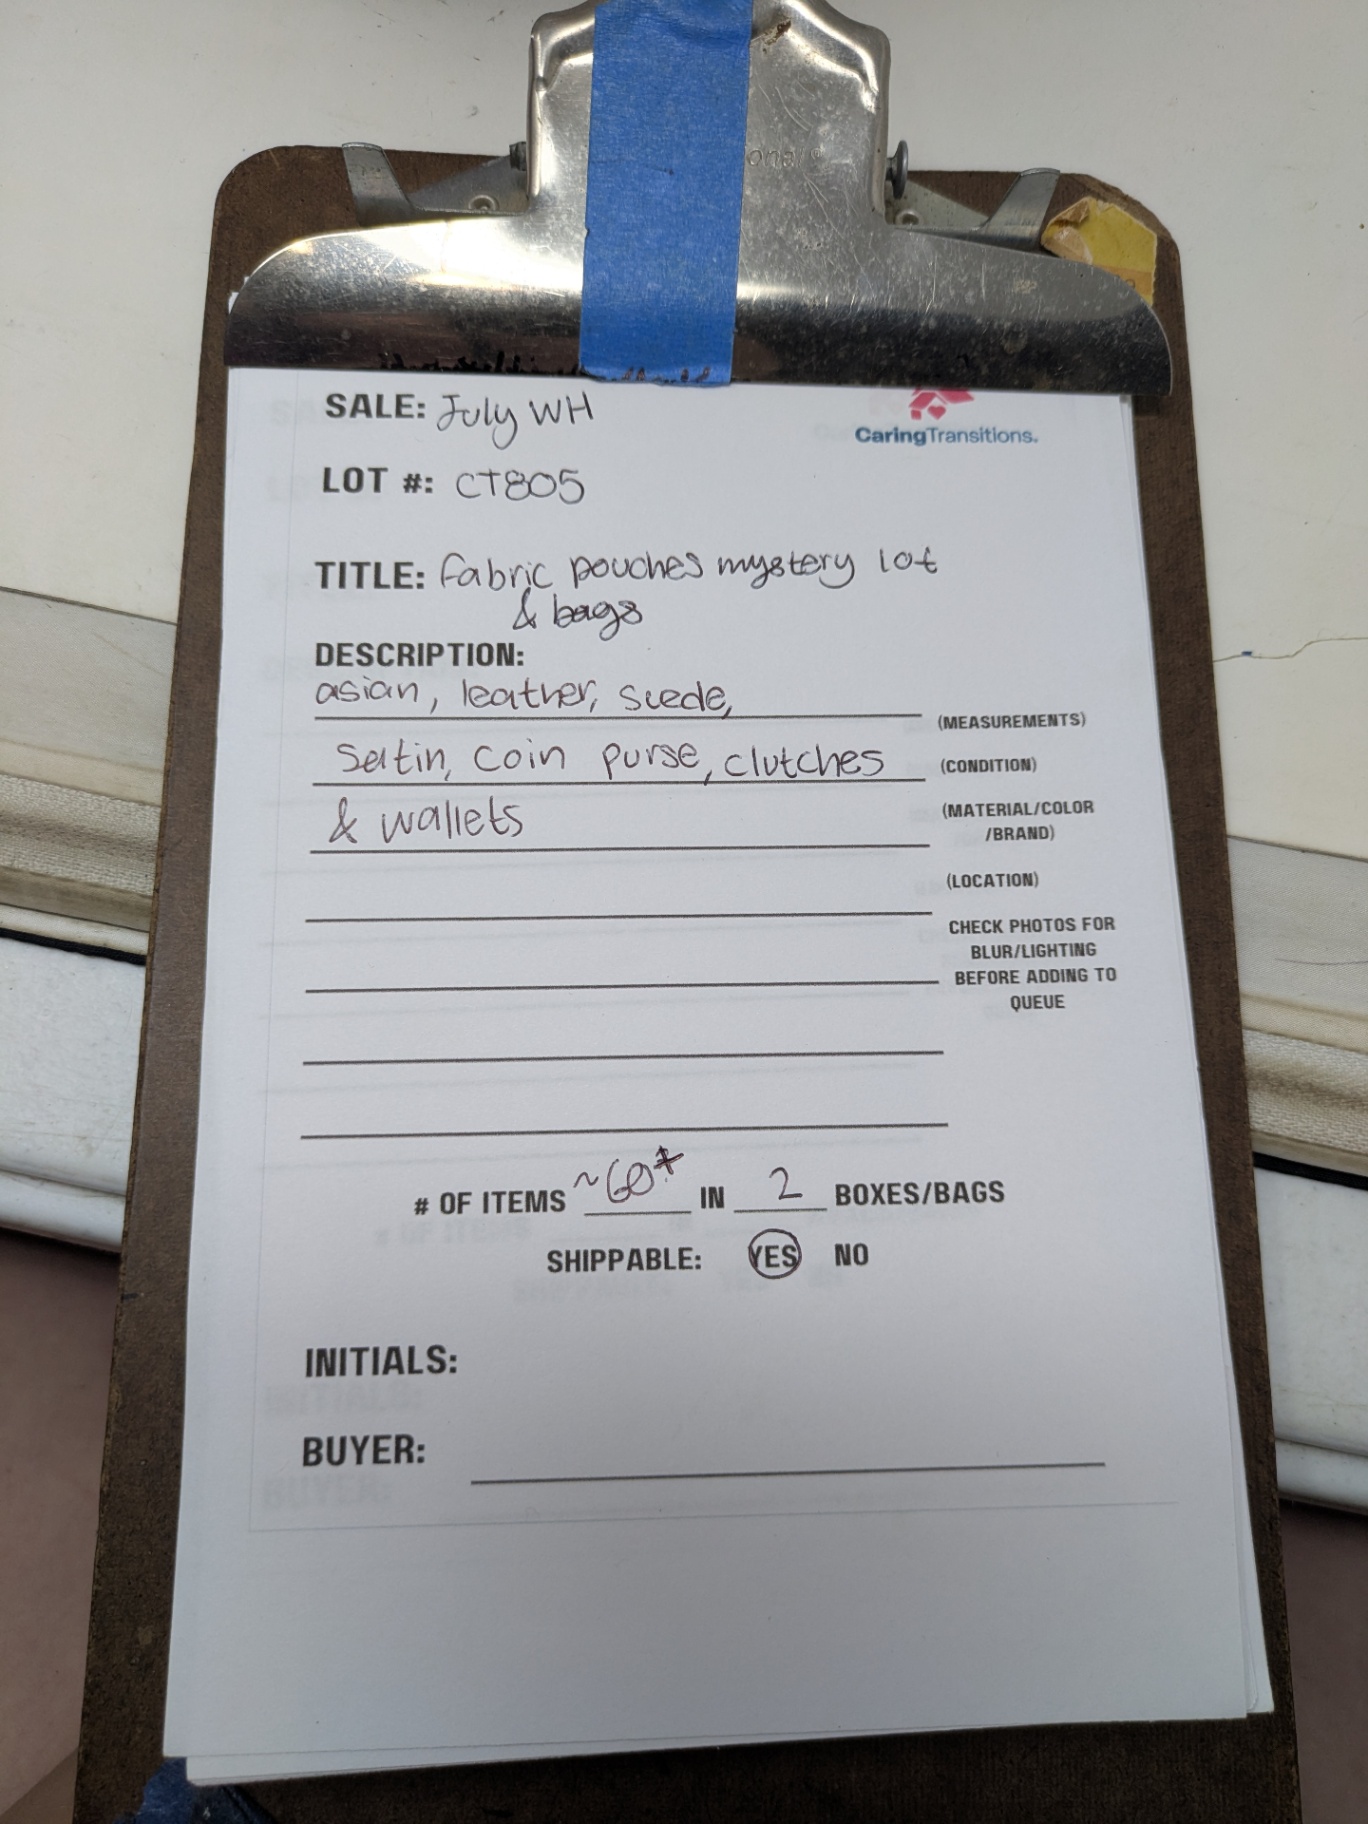 SALE: July WH
CaringTransitions.
LOT #: CT805
TITLE: fabric pouches mystery lot
& bags
DESCRIPTION:
asian, leather, suede,
(MEASUREMENTS)
satin, coin purse, clutches
(CONDITION)
& wallets
(MATERIAL/COLOR
/BRAND)
(LOCATION)
CHECK PHOTOS FOR
BLUR/LIGHTING
BEFORE ADDING TO
QUEUE
# OF ITEMS ~60+ IN 2 BOXES/BAGS
SHIPPABLE: YES NO
INITIALS:
BUYER: